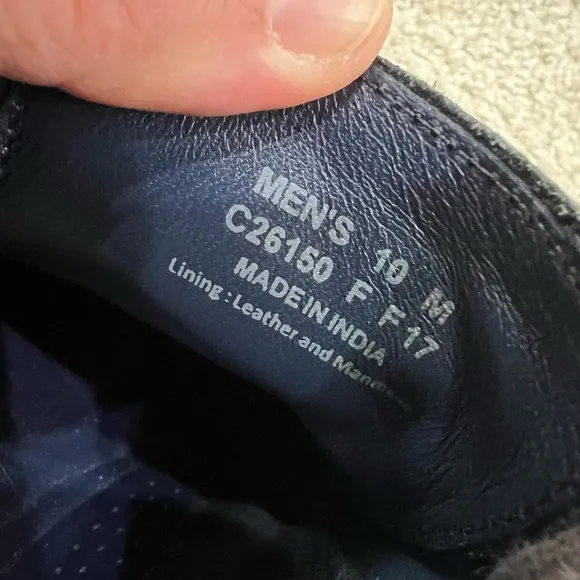 MEN'S 10 M
C26150 F F17
MADE IN INDIA
Lining : Leather and